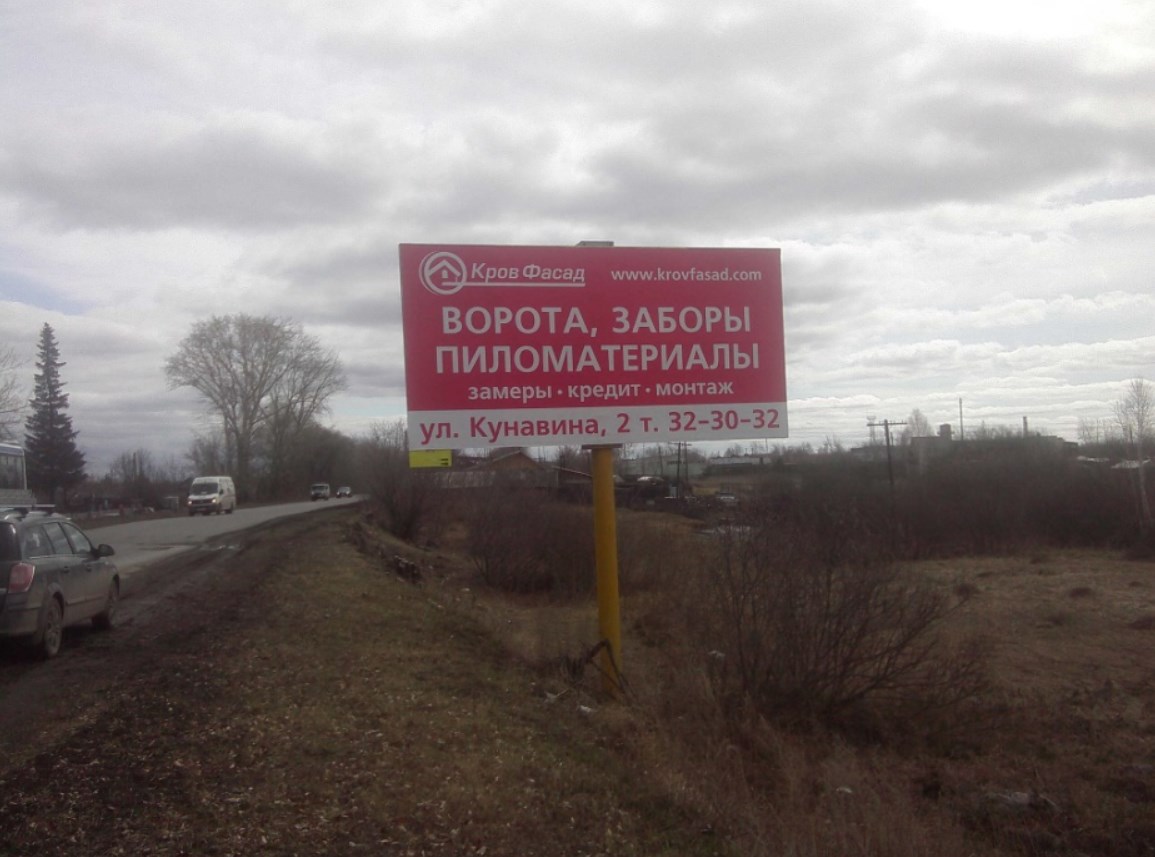 Кров Фасад www.krovfasad.com
ВОРОТА, ЗАБОРЫ
ПИЛОМАТЕРИАЛЫ
замеры · кредит · монтаж
ул. Кунавина, 2 т. 32-30-32